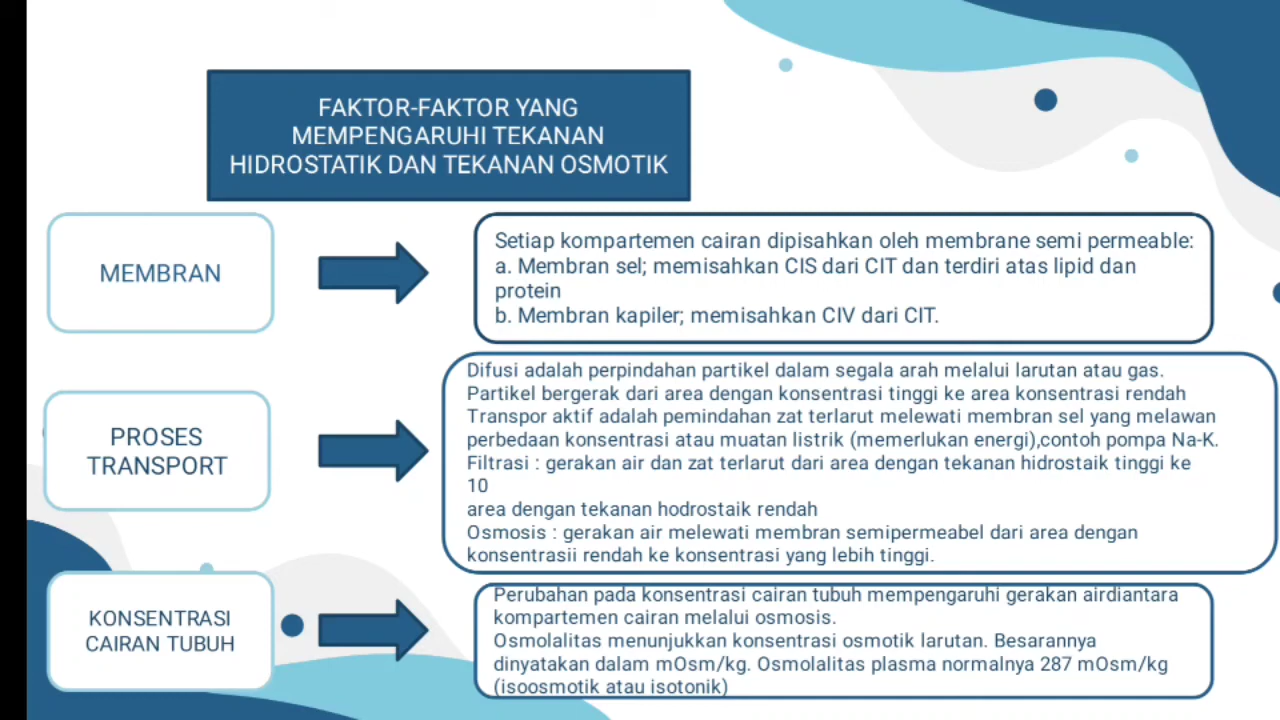 FAKTOR-FAKTOR YANG
MEMPENGARUHI TEKANAN
HIDROSTATIK DAN TEKANAN OSMOTIK
MEMBRAN
Setiap kompartemen cairan dipisahkan oleh membrane semi permeable:
a. Membran sel; memisahkan CIS dari CIT dan terdiri atas lipid dan
protein
b. Membran kapiler; memisahkan CIV dari CIT.
PROSES
TRANSPORT
Difusi adalah perpindahan partikel dalam segala arah melalui larutan atau gas.
Partikel bergerak dari area dengan konsentrasi tinggi ke area konsentrasi rendah
Transpor aktif adalah pemindahan zat terlarut melewati membran sel yang melawan
perbedaan konsentrasi atau muatan listrik (memerlukan energi),contoh pompa Na-K.
Filtrasi : gerakan air dan zat terlarut dari area dengan tekanan hidrostaik tinggi ke
10
area dengan tekanan hodrostaik rendah
Osmosis : gerakan air melewati membran semipermeabel dari area dengan
konsentrasii rendah ke konsentrasi yang lebih tinggi.
KONSENTRASI
CAIRAN TUBUH
Perubahan pada konsentrasi cairan tubuh mempengaruhi gerakan airdiantara
kompartemen cairan melalui osmosis.
Osmolalitas menunjukkan konsentrasi osmotik larutan. Besarannya
dinyatakan dalam mOsm/kg. Osmolalitas plasma normalnya 287 mOsm/kg
(isoosmotik atau isotonik)